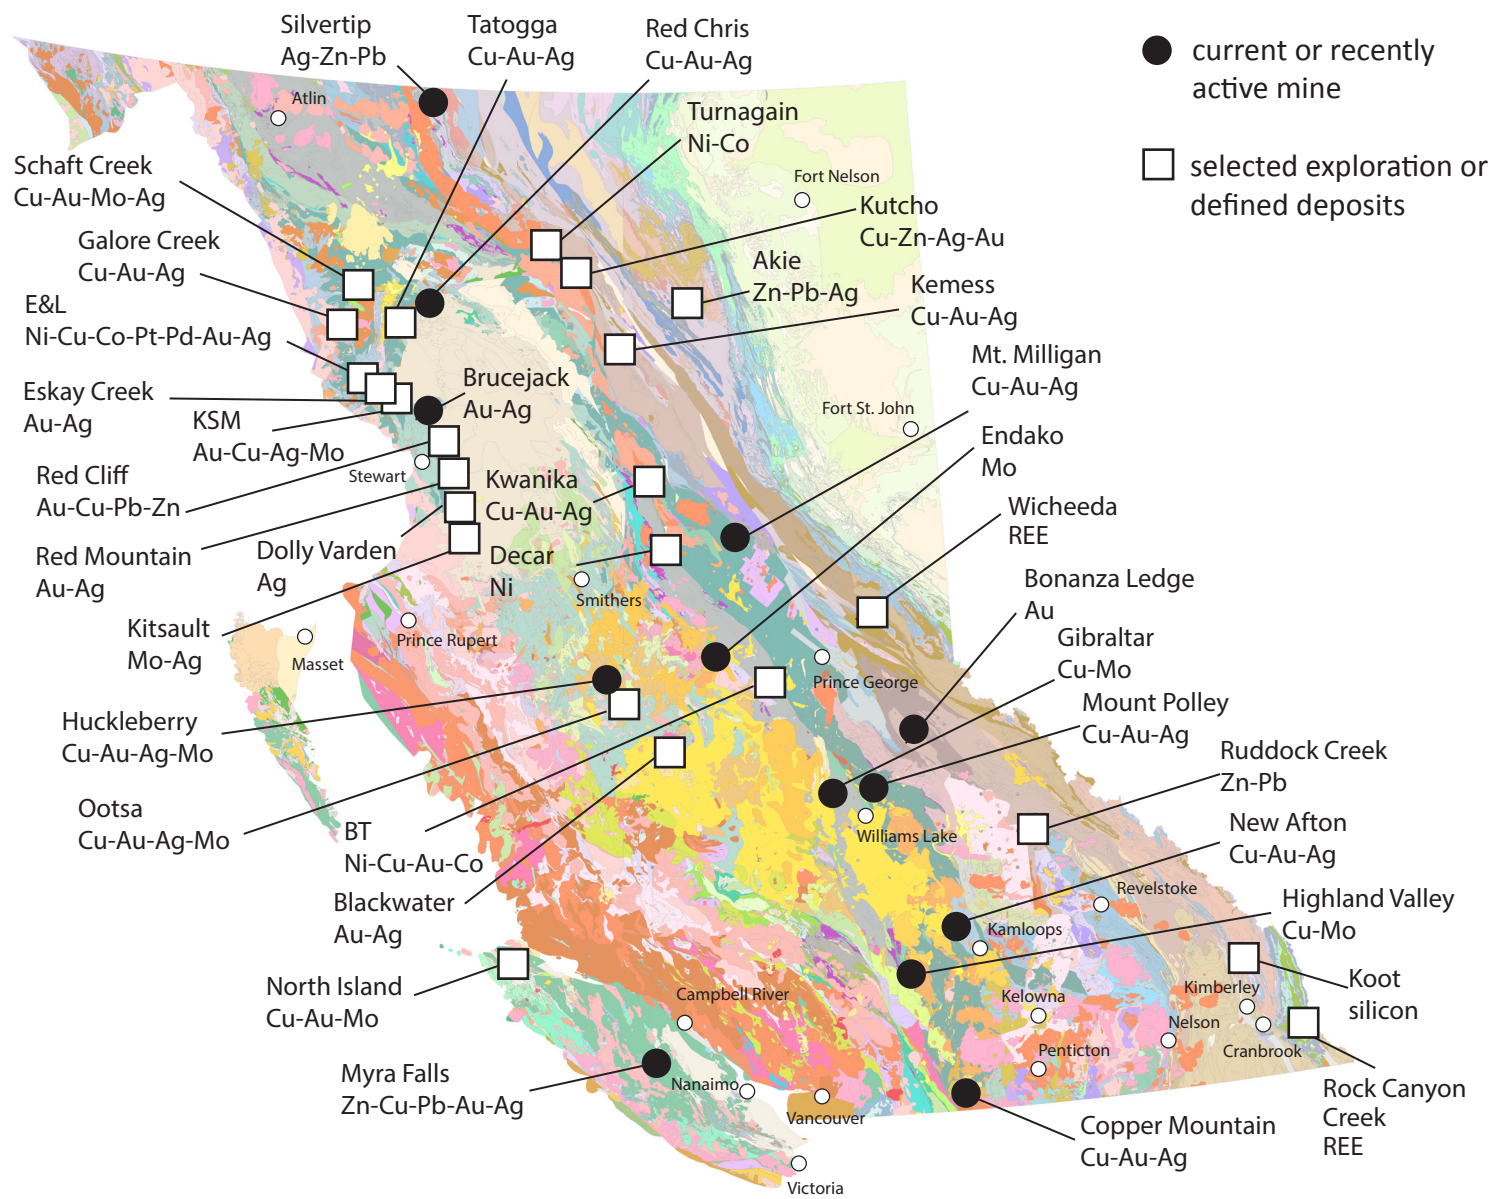 Silvertip
Ag-Zn-Pb
Tatogga
Cu-Au-Ag
Red Chris
Cu-Au-Ag
current or recently
active mine
selected exploration or
defined deposits
Atlin
Turnagain
Ni-Co
Schaft Creek
Cu-Au-Mo-Ag
Fort Nelson
Kutcho
Cu-Zn-Ag-Au
Galore Creek
Cu-Au-Ag
Akie
Zn-Pb-Ag
Kemess
Cu-Au-Ag
E&L
Ni-Cu-Co-Pt-Pd-Au-Ag
Mt. Milligan
Cu-Au-Ag
Eskay Creek
Au-Ag
Brucejack
Au-Ag
KSM
Au-Cu-Ag-Mo
Fort St. John
Endako
Mo
Red Cliff
Au-Cu-Pb-Zn
Stewart
Kwanika
Cu-Au-Ag
Wicheeda
REE
Red Mountain
Au-Ag
Dolly Varden
Ag
Decar
Ni
Smithers
Bonanza Ledge
Au
Kitsault
Mo-Ag
Prince Rupert
Masset
Gibraltar
Cu-Mo
Prince George
Mount Polley
Cu-Au-Ag
Huckleberry
Cu-Au-Ag-Mo
Ruddock Creek
Zn-Pb
Ootsa
Cu-Au-Ag-Mo
BT
Ni-Cu-Au-Co
Williams Lake
New Afton
Cu-Au-Ag
Blackwater
Au-Ag
Revelstoke
Highland Valley
Cu-Mo
Kamloops
North Island
Cu-Au-Mo
Campbell River
Kelowna
Kimberley
Koot
silicon
Nelson
Cranbrook
Penticton
Myra Falls
Zn-Cu-Pb-Au-Ag
Nanaimo
Vancouver
Rock Canyon
Creek
REE
Copper Mountain
Cu-Au-Ag
Victoria